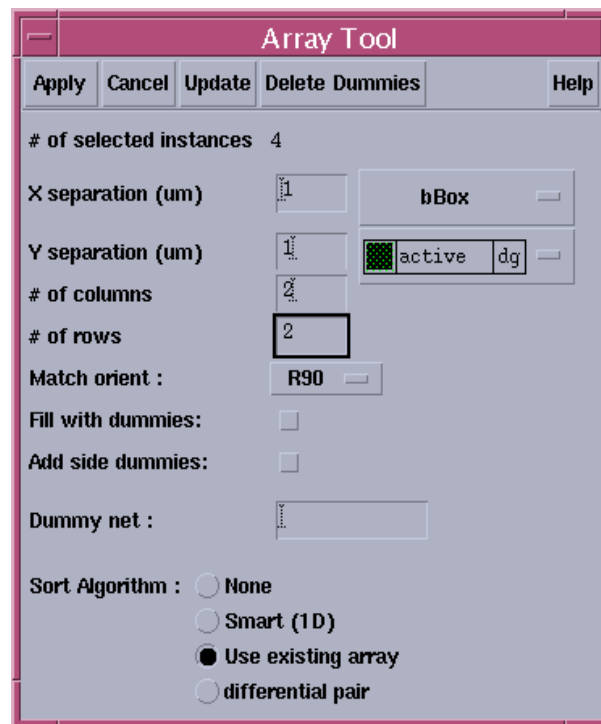 Array Tool
Apply Cancel Update Delete Dummies Help
# of selected instances 4
X separation (um) 1 bBox
Y separation (um) 1 active dg
# of columns 2
# of rows 2
Match orient : R90
Fill with dummies:
Add side dummies:
Dummy net :
Sort Algorithm : None
Smart (1D)
Use existing array
differential pair